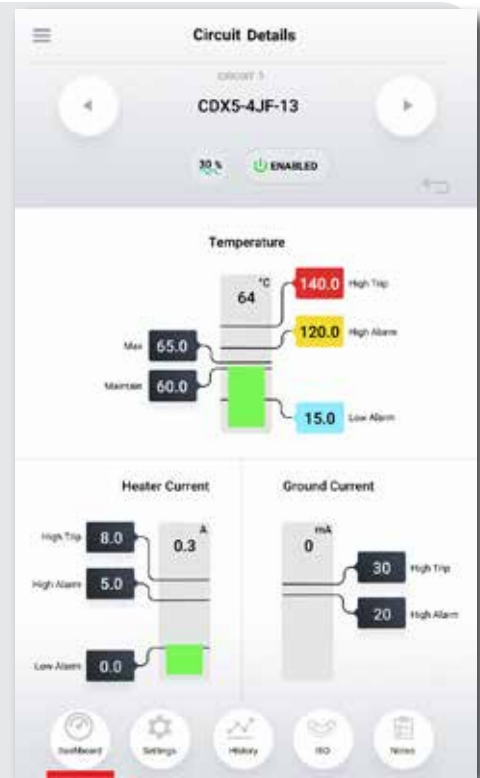 Circuit Details
CIRCUIT 1
CDX5-4JF-13
30 %
ENABLED
Temperature
°C
64
140.0 High Trip
120.0 High Alarm
Max 65.0
Maintain 60.0
15.0 Low Alarm
Heater Current
A
0.3
High Trip 8.0
High Alarm 5.0
Low Alarm 0.0
Ground Current
mA
0
30 High Trip
20 High Alarm
Dashboard
Settings
History
ISO
Notes